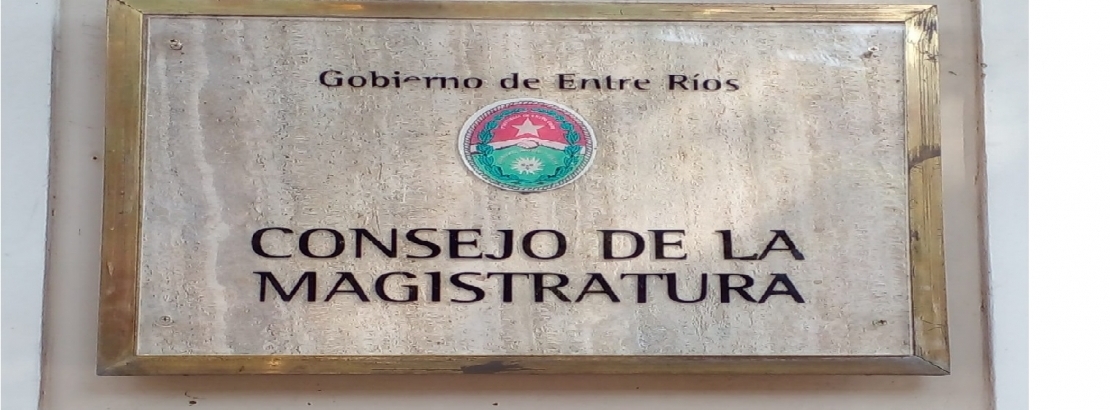 Gobierno de Entre Ríos
CONSEJO DE LA
MAGISTRATURA